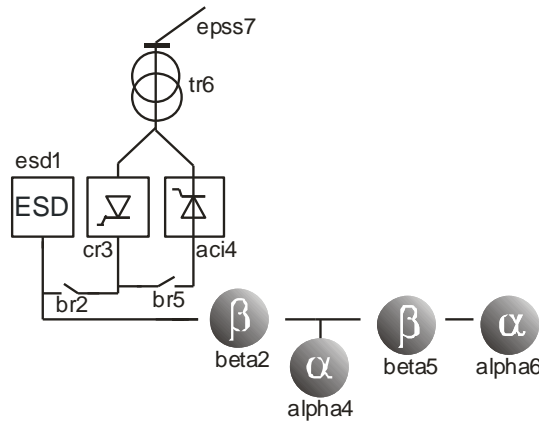 epss7
tr6
esd1
ESD
cr3
aci4
br2
br5
β
beta2
α
alpha4
β
beta5
α
alpha6